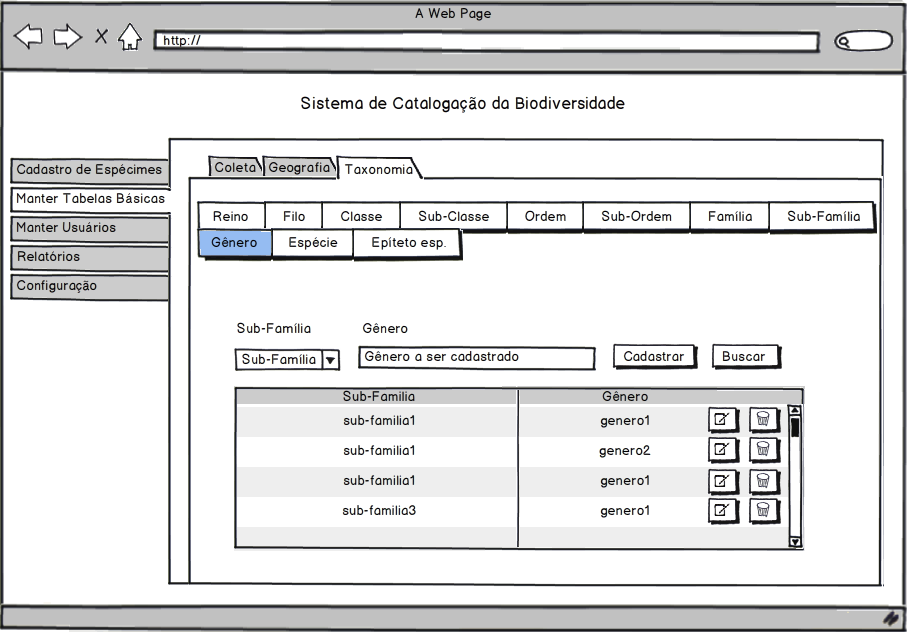 A Web Page
http://
Sistema de Catalogação da Biodiversidade
Cadastro de Espécimes
Manter Tabelas Básicas
Manter Usuários
Relatórios
Configuração
Coleta Geografia Taxonomia
Reino Filo Classe Sub-Classe Ordem Sub-Ordem Família Sub-Família
Gênero Espécie Epíteto esp.
Sub-Família Gênero
Sub-Família Gênero a ser cadastrado Cadastrar Buscar
Sub-Familia Gênero
sub-familia1 genero1
sub-familia1 genero2
sub-familia1 genero1
sub-familia3 genero1